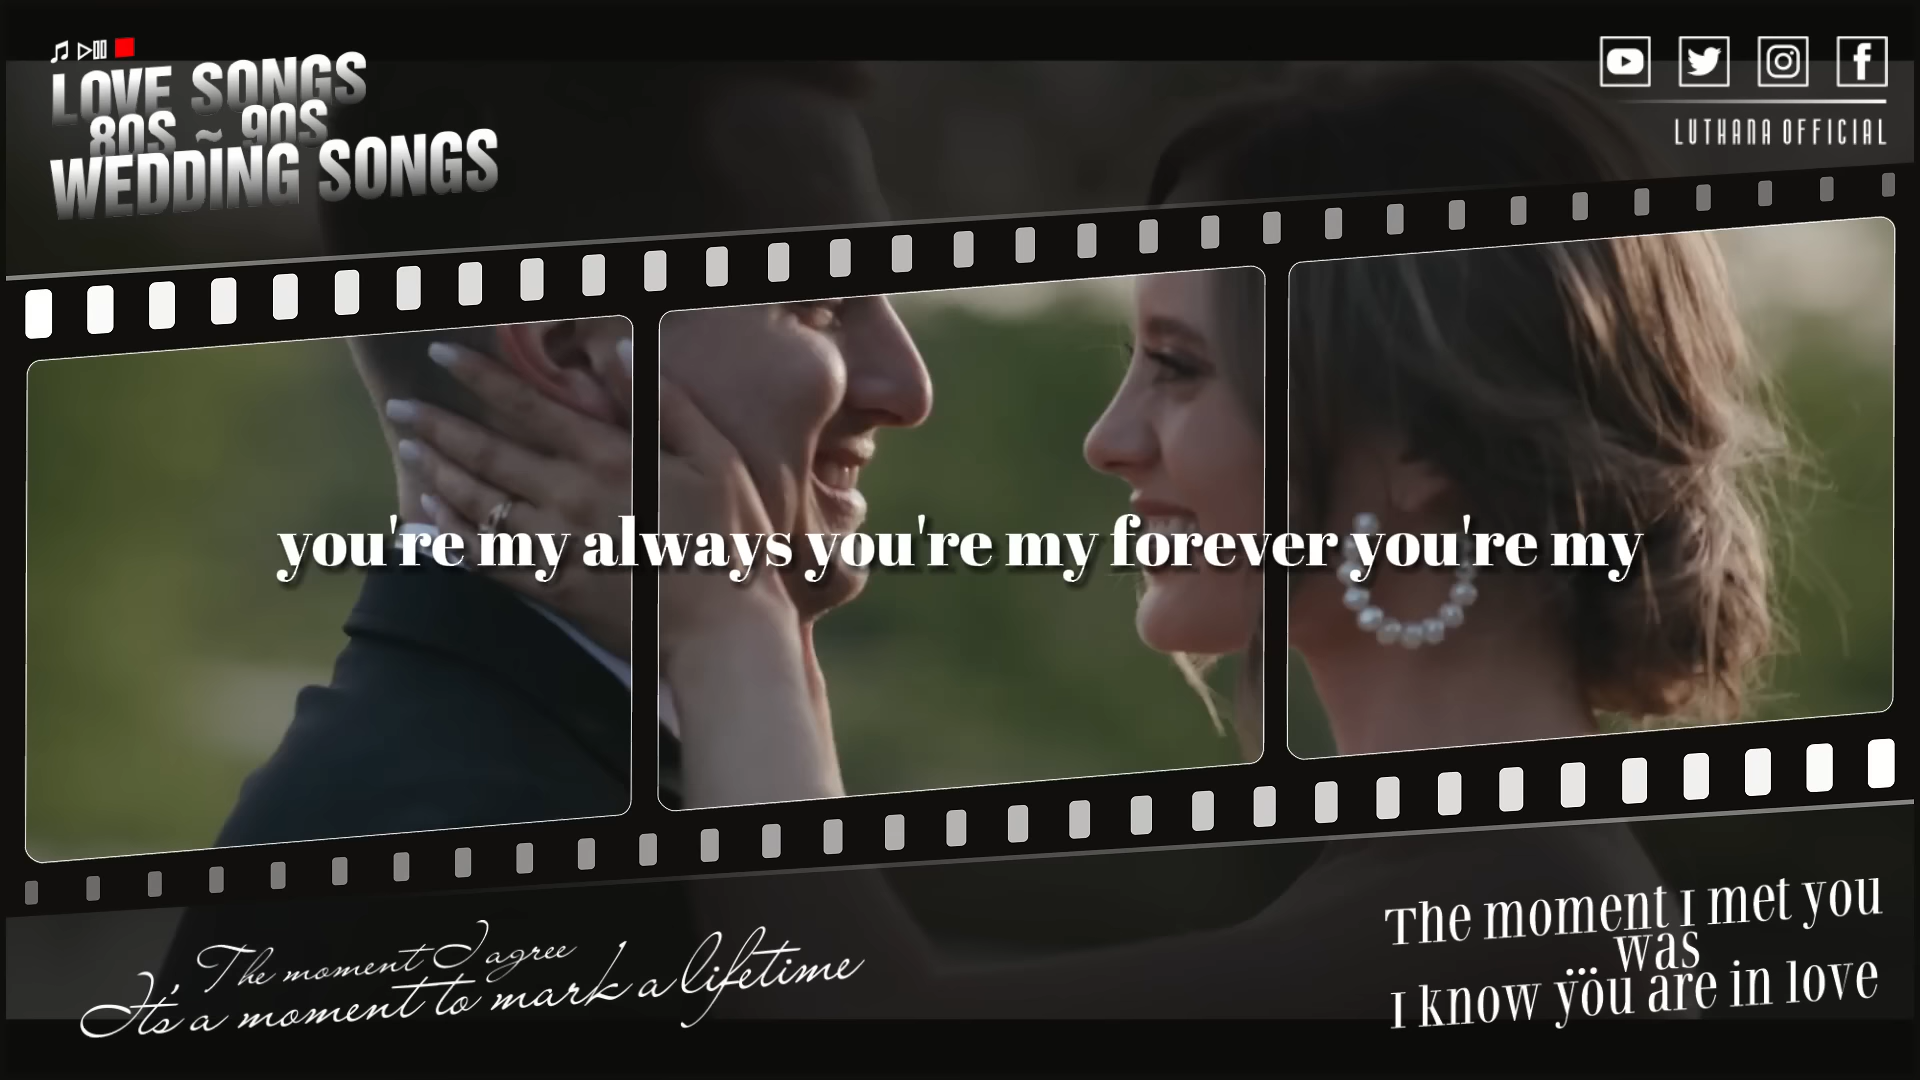 LOVE SONGS
80S ~ 90S
WEDDING SONGS
LUTHANA OFFICIAL
you're my always you're my forever you're my
The moment I agree
It's a moment to mark a lifetime
The moment I met you
was
I know yöu are in love